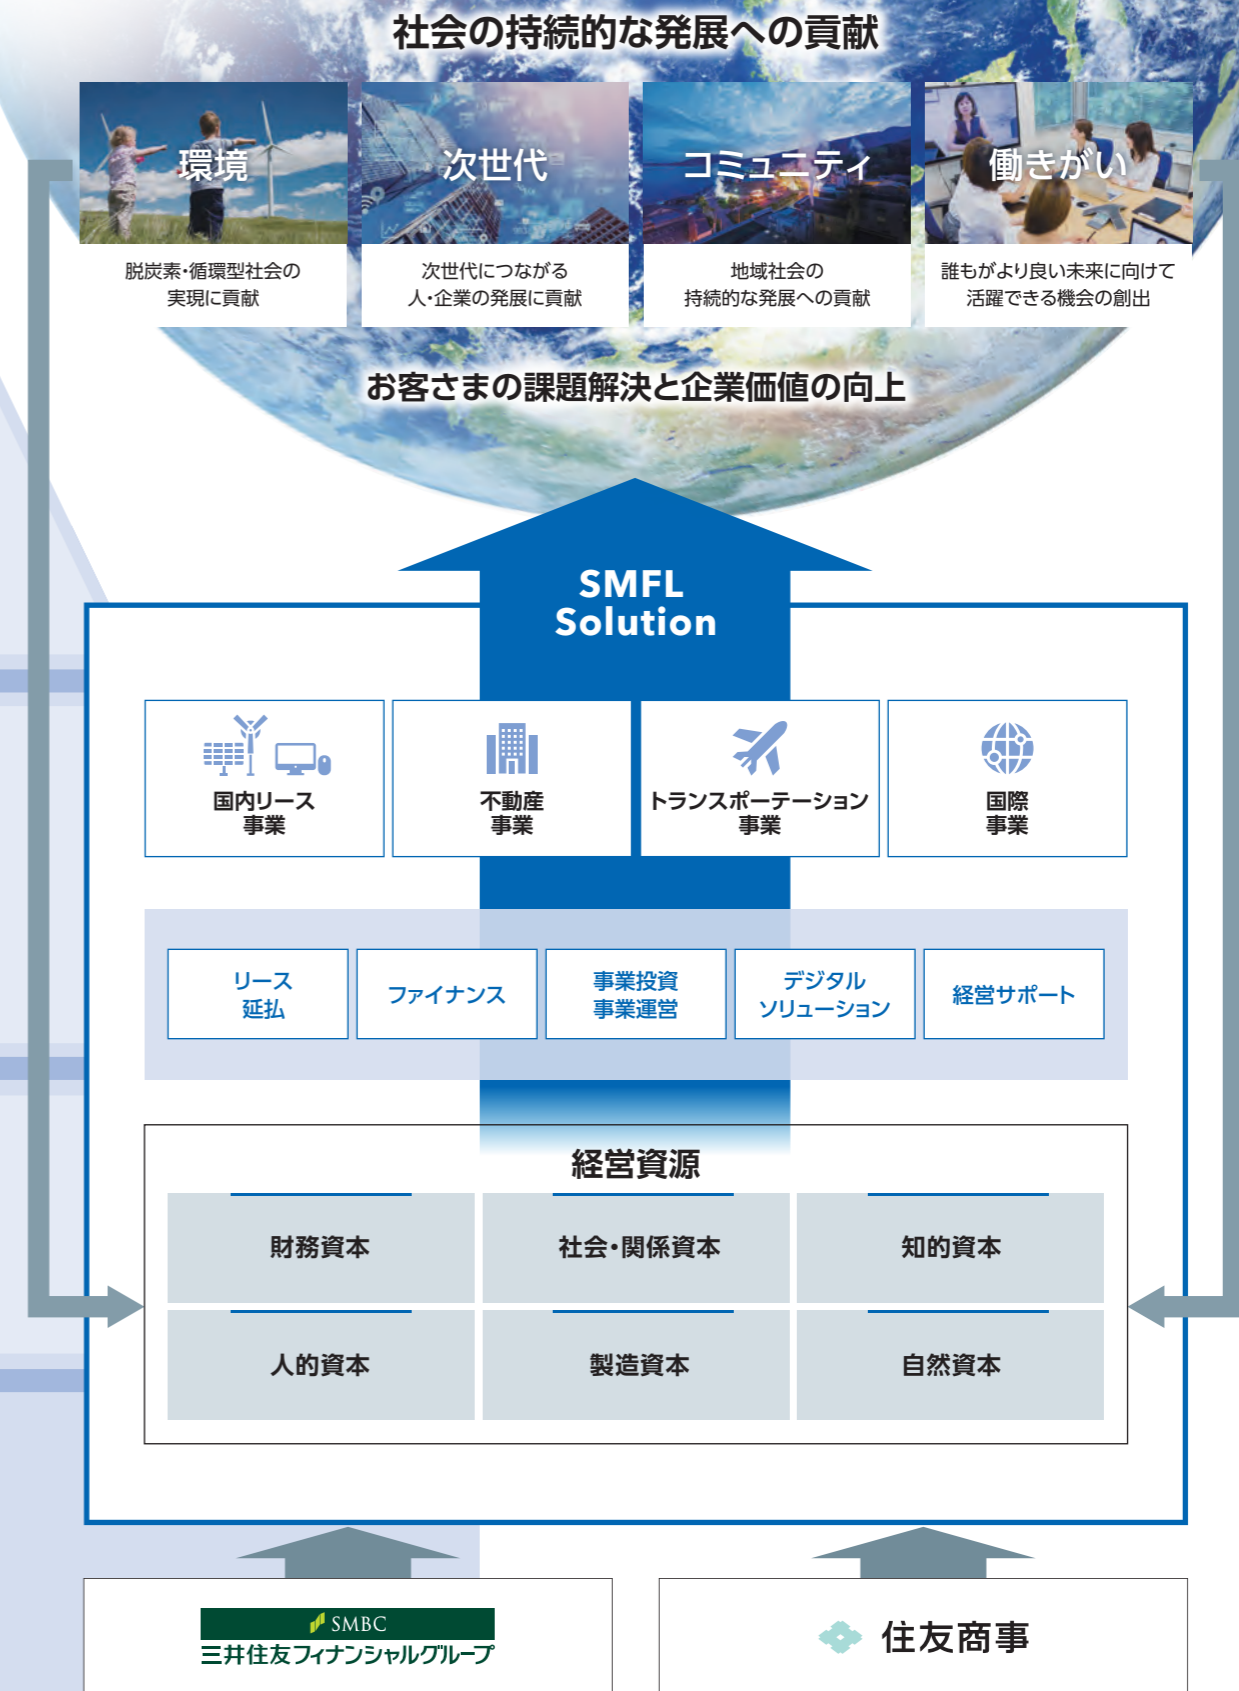 社会の持続的な発展への貢献
環境
次世代
コミュニティ
働きがい
脱炭素・循環型社会の
実現に貢献
次世代につながる
人・企業の発展に貢献
地域社会の
持続的な発展への貢献
誰もがより良い未来に向けて
活躍できる機会の創出
お客さまの課題解決と企業価値の向上
SMFL
Solution
国内リース
事業
不動産
事業
トランスポーテーション
事業
国際
事業
リース
延払
ファイナンス
事業投資
事業運営
デジタル
ソリューション
経営サポート
経営資源
財務資本
社会・関係資本
知的資本
人的資本
製造資本
自然資本
SMBC
三井住友フィナンシャルグループ
住友商事